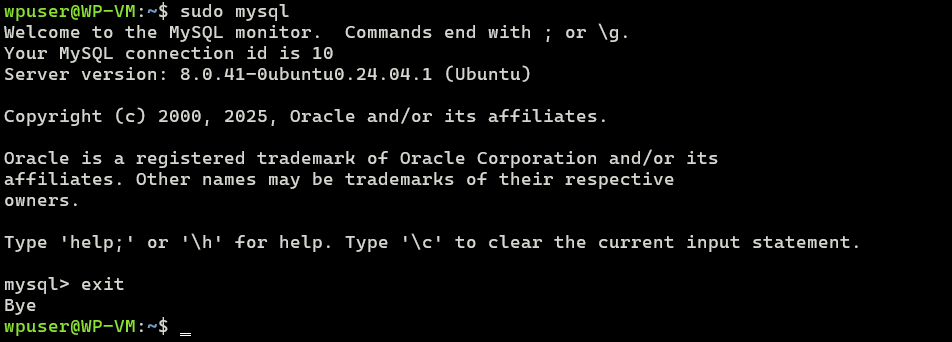 wpuser@WP-VM:~$ sudo mysql
Welcome to the MySQL monitor.  Commands end with ; or \g.
Your MySQL connection id is 10
Server version: 8.0.41-0ubuntu0.24.04.1 (Ubuntu)

Copyright (c) 2000, 2025, Oracle and/or its affiliates.

Oracle is a registered trademark of Oracle Corporation and/or its
affiliates. Other names may be trademarks of their respective
owners.

Type 'help;' or '\h' for help. Type '\c' to clear the current input statement.

mysql> exit
Bye
wpuser@WP-VM:~$ _